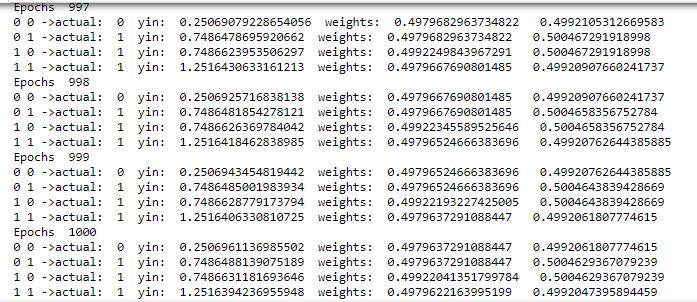 Epochs 997
0 0 ->actual: 0 yin: 0.25069079228654056 weights: 0.4979682963734822 0.4992105312669583
0 1 ->actual: 1 yin: 0.7486478695920662 weights: 0.4979682963734822 0.500467291918998
1 0 ->actual: 1 yin: 0.7486623953506297 weights: 0.4992249843967291 0.500467291918998
1 1 ->actual: 1 yin: 1.2516430633161213 weights: 0.4979667690801485 0.49920907660241737
Epochs 998
0 0 ->actual: 0 yin: 0.2506925716838138 weights: 0.4979667690801485 0.49920907660241737
0 1 ->actual: 1 yin: 0.7486481854278121 weights: 0.4979667690801485 0.5004658356752784
1 0 ->actual: 1 yin: 0.7486626369784042 weights: 0.49922345589525646 0.5004658356752784
1 1 ->actual: 1 yin: 1.2516418462838985 weights: 0.49796524666383696 0.49920762644385885
Epochs 999
0 0 ->actual: 0 yin: 0.2506943454819442 weights: 0.49796524666383696 0.49920762644385885
0 1 ->actual: 1 yin: 0.7486485001983934 weights: 0.49796524666383696 0.5004643839428669
1 0 ->actual: 1 yin: 0.7486628779173794 weights: 0.49922193227425005 0.5004643839428669
1 1 ->actual: 1 yin: 1.2516406330810725 weights: 0.4979637291088447 0.4992061807774615
Epochs 1000
0 0 ->actual: 0 yin: 0.2506961136985502 weights: 0.4979637291088447 0.4992061807774615
0 1 ->actual: 1 yin: 0.7486488139075189 weights: 0.4979637291088447 0.5004629367079239
1 0 ->actual: 1 yin: 0.7486631181693646 weights: 0.49922041351799784 0.5004629367079239
1 1 ->actual: 1 yin: 1.2516394236955948 weights: 0.4979622163995199 0.4992047395894459